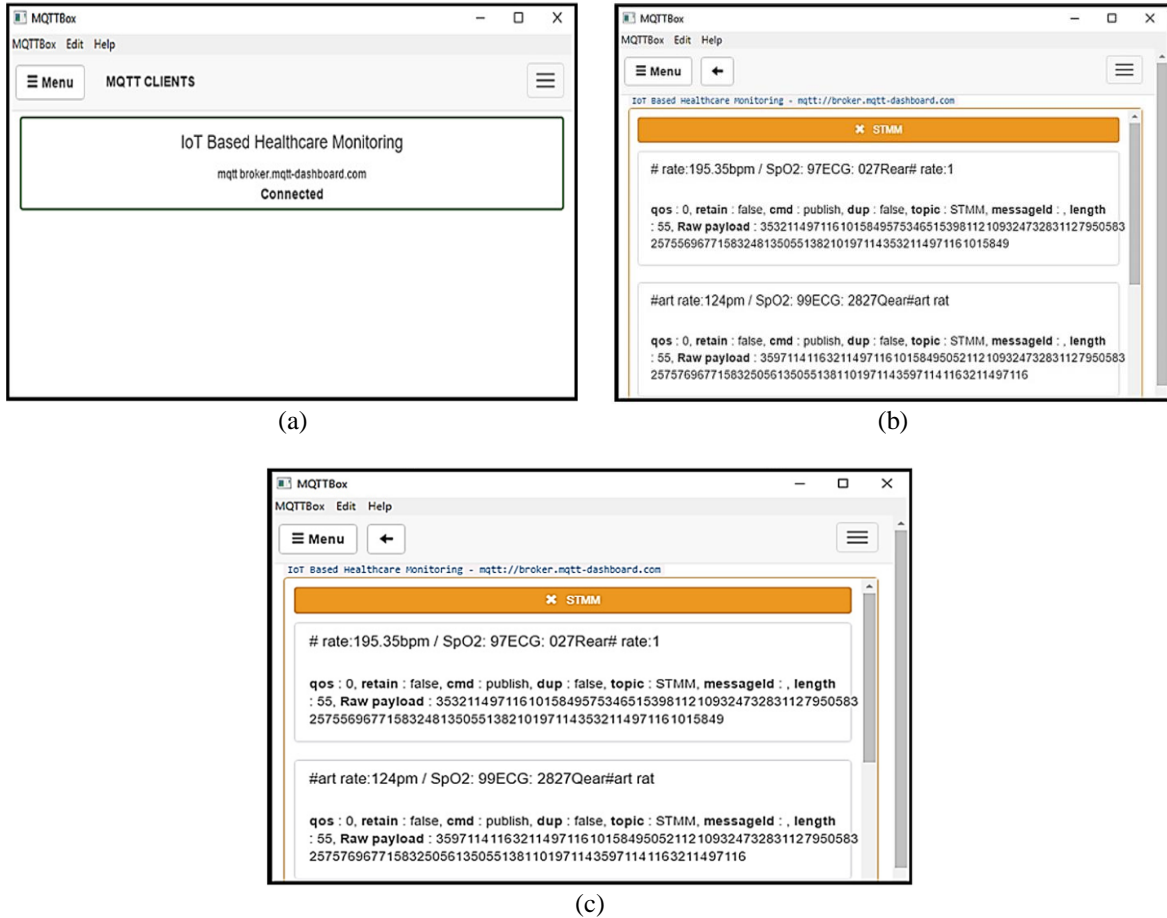 MQTTBox
MQTTBox Edit Help
Menu MQTT CLIENTS
IoT Based Healthcare Monitoring
mqtt broker.mqtt-dashboard.com
Connected
(a)
MQTTBox
MQTTBox Edit Help
Menu
IoT Based Healthcare Monitoring - mqtt://broker.mqtt-dashboard.com
STMM
# rate:195.35bpm / SpO2: 97ECG: 027Rear# rate:1
qos : 0, retain : false, cmd : publish, dup : false, topic : STMM, messageId : , length
: 55, Raw payload : 3532114971161015849575346515398112109324732831127950583
2575569677158324813505513821019711435321149711610158​49
#art rate:124pm / SpO2: 99ECG: 2827Qear#art rat
qos : 0, retain : false, cmd : publish, dup : false, topic : STMM, messageId : , length
: 55, Raw payload : 3597114116321149711610158495052112109324732831127950583
257576967715832505613505513811019711435971141163211497116
(b)
MQTTBox
MQTTBox Edit Help
Menu
IoT Based Healthcare Monitoring - mqtt://broker.mqtt-dashboard.com
STMM
# rate:195.35bpm / SpO2: 97ECG: 027Rear# rate:1
qos : 0, retain : false, cmd : publish, dup : false, topic : STMM, messageId : , length
: 55, Raw payload : 3532114971161015849575346515398112109324732831127950583
257556967715832481350551382101971143532114971161015849
#art rate:124pm / SpO2: 99ECG: 2827Qear#art rat
qos : 0, retain : false, cmd : publish, dup : false, topic : STMM, messageId : , length
: 55, Raw payload : 3597114116321149711610158495052112109324732831127950583
257576967715832505613505513811019711435971141163211497116
(c)